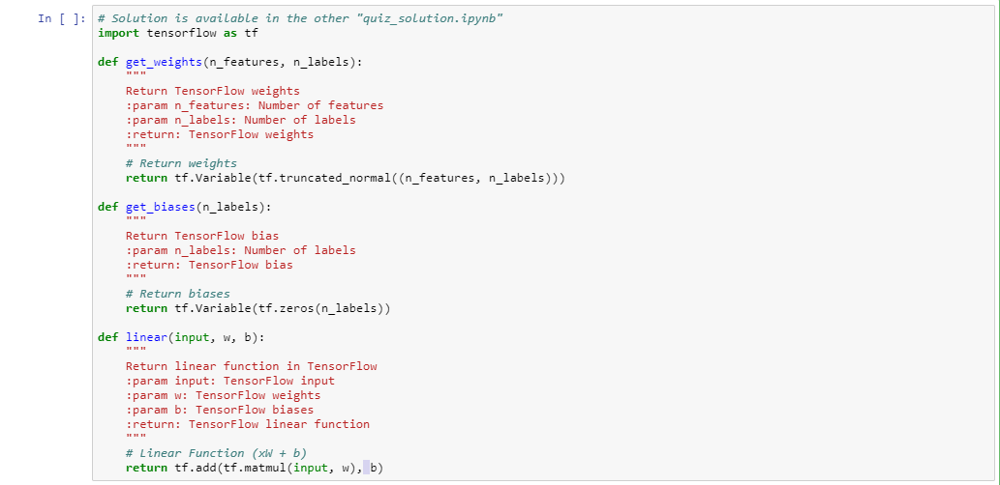 In [ ]: # Solution is available in the other "quiz_solution.ipynb"
import tensorflow as tf
def get_weights(n_features, n_labels):
"""
Return TensorFlow weights
:param n_features: Number of features
:param n_labels: Number of labels
:return: TensorFlow weights
"""
# Return weights
return tf.Variable(tf.truncated_normal((n_features, n_labels)))
def get_biases(n_labels):
"""
Return TensorFlow bias
:param n_labels: Number of labels
:return: TensorFlow bias
"""
# Return biases
return tf.Variable(tf.zeros(n_labels))
def linear(input, w, b):
"""
Return linear function in TensorFlow
:param input: TensorFlow input
:param w: TensorFlow weights
:param b: TensorFlow biases
:return: TensorFlow linear function
"""
# Linear Function (xW + b)
return tf.add(tf.matmul(input, w), b)